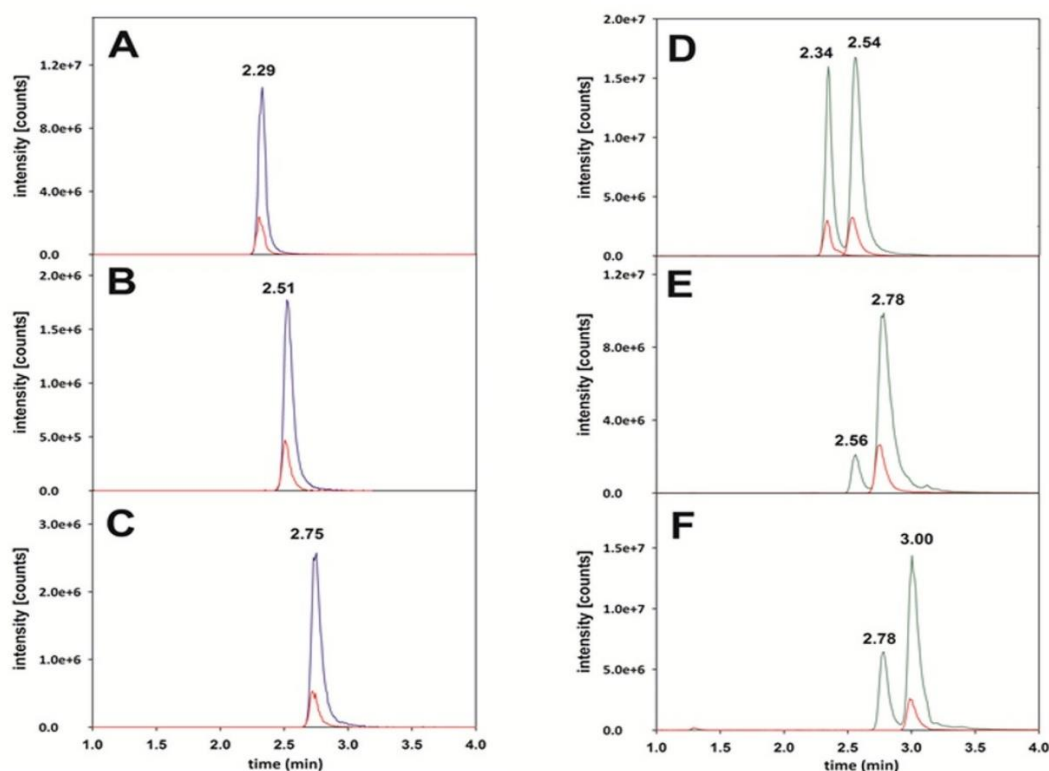 A
2.29
intensity [counts]
1.2e+7
8.0e+6
4.0e+6
0.0
B
2.51
intensity [counts]
2.0e+6
1.5e+6
1.0e+6
5.0e+5
0.0
C
2.75
intensity [counts]
3.0e+6
2.0e+6
1.0e+6
0.0
1.0 1.5 2.0 2.5 3.0 3.5 4.0
time (min)
D
2.34 2.54
intensity [counts]
2.0e+7
1.5e+7
1.0e+7
5.0e+6
0.0
E
2.78
2.56
intensity [counts]
1.2e+7
8.0e+6
4.0e+6
0.0
F
3.00
2.78
intensity [counts]
1.5e+7
1.0e+7
5.0e+6
0.0
1.0 1.5 2.0 2.5 3.0 3.5 4.0
time (min)